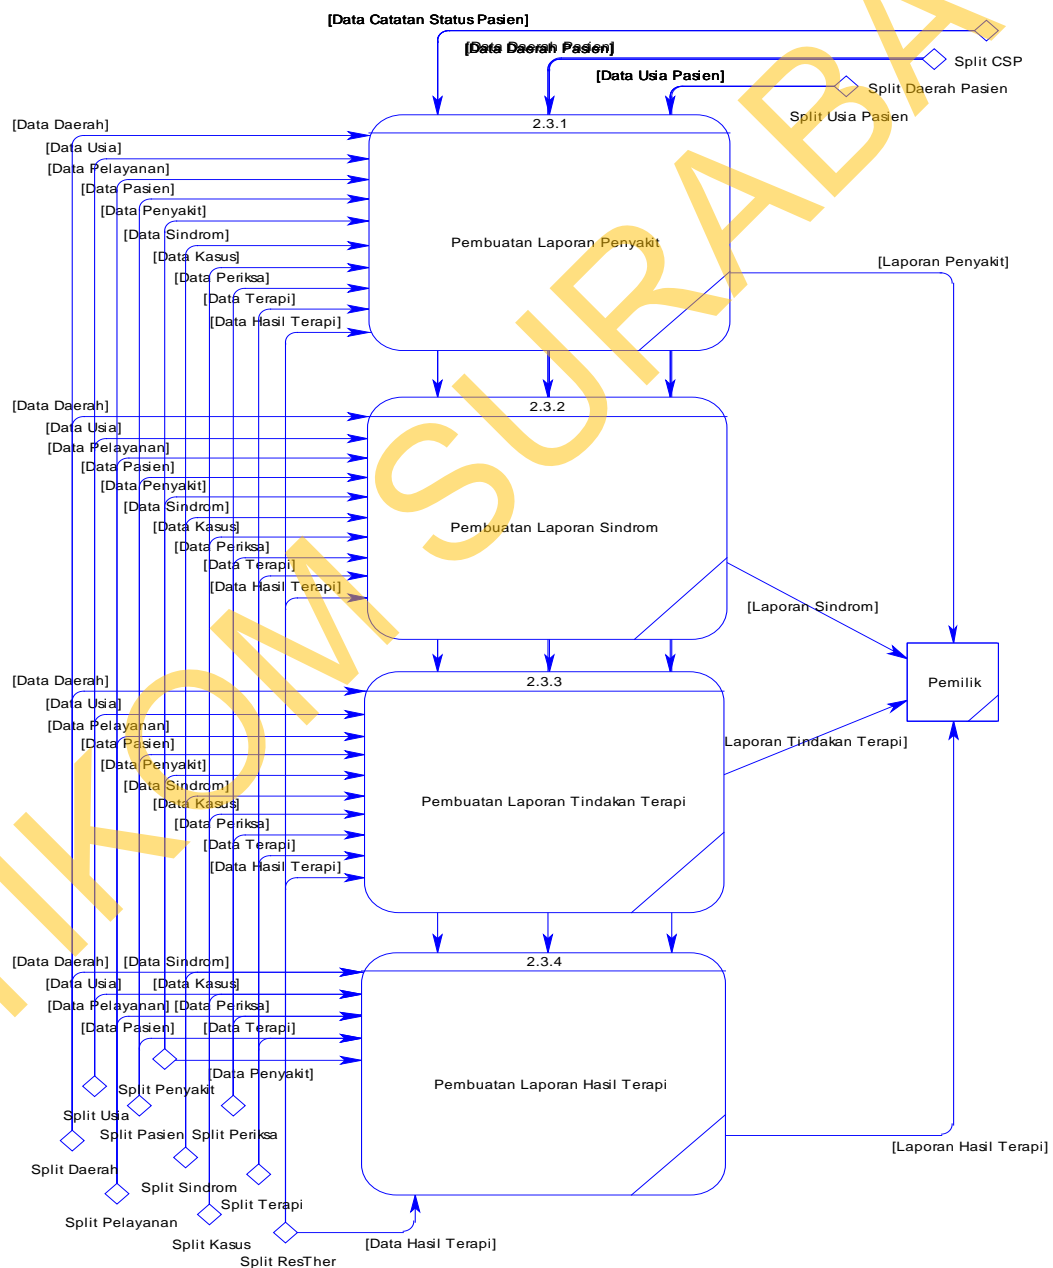 [Data Catatan Status Pasien]
[Data Daerah Pasien]
Split CSP
[Data Usia Pasien]
Split Daerah Pasien
Split Usia Pasien
2.3.1
[Data Daerah]
[Data Usia]
[Data Pelayanan]
[Data Pasien]
[Data Penyakit]
[Data Sindrom]
Pembuatan Laporan Penyakit
[Data Kasus]
[Laporan Penyakit]
[Data Periksa]
[Data Terapi]
[Data Hasil Terapi]
2.3.2
[Data Daerah]
[Data Usia]
[Data Pelayanan]
[Data Pasien]
[Data Penyakit]
[Data Sindrom]
[Data Kasus]
Pembuatan Laporan Sindrom
[Data Periksa]
[Data Terapi]
[Data Hasil Terapi]
[Laporan Sindrom]
2.3.3
[Data Daerah]
Pemilik
[Data Usia]
[Data Pelayanan]
[Data Pasien]
Laporan Tindakan Terapi]
[Data Penyakit]
[Data Sindrom]
[Data Kasus]
Pembuatan Laporan Tindakan Terapi
[Data Periksa]
[Data Terapi]
[Data Hasil Terapi]
2.3.4
[Data Daerah]
[Data Sindrom]
[Data Usia]
[Data Kasus]
[Data Pelayanan]
[Data Periksa]
[Data Pasien]
[Data Terapi]
[Data Penyakit]
Pembuatan Laporan Hasil Terapi
Split Penyakit
Split Usia
Split Pasien
Split Periksa
[Laporan Hasil Terapi]
Split Daerah
Split Sindrom
Split Terapi
Split Pelayanan
Split Kasus
[Data Hasil Terapi]
Split ResTher
IKOM SURABA